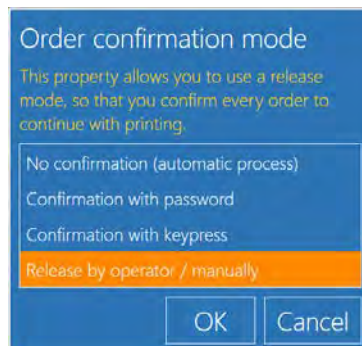 Order confirmation mode
This property allows you to use a release
mode, so that you confirm every order to
continue with printing.
No confirmation (automatic process)
Confirmation with password
Confirmation with keypress
Release by operator / manually
OK
Cancel